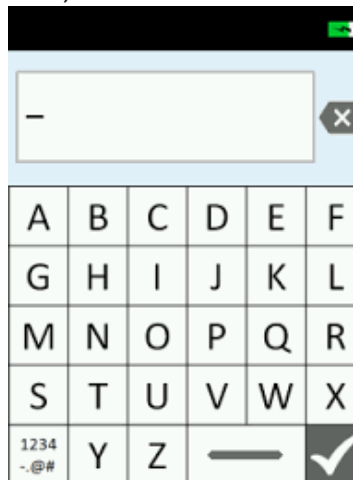 –
A B C D E F
G H I J K L
M N O P Q R
S T U V W X
1234
-.@# Y Z